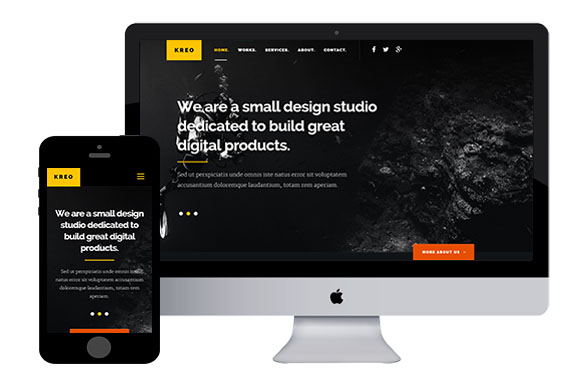 KREO
HOME. WORKS. SERVICES. ABOUT. CONTACT.
We are a small design studio
dedicated to build great
digital products.
Sed ut perspiciatis unde omnis iste natus error sit voluptatem
accusantium doloremque laudantium, totam rem aperiam.
MORE ABOUT US
KREO
We are a small design
studio dedicated to
build great digital
products.
Sed ut perspiciatis unde omnis iste
natus error sit voluptatem accusantium
doloremque laudantium, totam rem
aperiam.